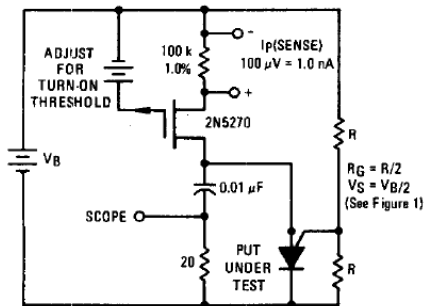 ADJUST
FOR
TURN-ON
THRESHOLD
100 k
1.0%
-
Ip(SENSE)
100 µV = 1.0 nA
+
2N5270
VB
R
0.01 µF
RG = R/2
VS = VB/2
(See Figure 1)
SCOPE
20
PUT
UNDER
TEST
R